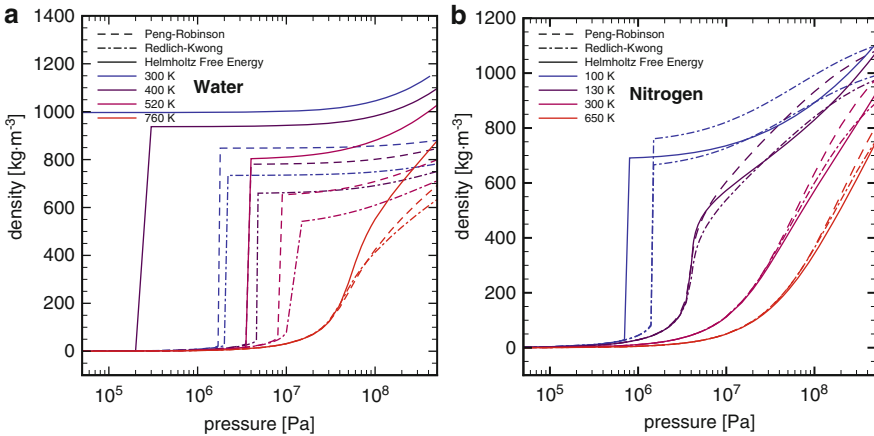 a
1400
1200
1000
800
600
400
200
0
density [kg·m⁻³]
Peng-Robinson
Redlich-Kwong
Helmholtz Free Energy
300 K
400 K
520 K
760 K
Water
10⁵
10⁶
10⁷
10⁸
pressure [Pa]
b
1200
1000
800
600
400
200
0
density [kg·m⁻³]
Peng-Robinson
Redlich-Kwong
Helmholtz Free Energy
100 K
130 K
300 K
650 K
Nitrogen
10⁵
10⁶
10⁷
10⁸
pressure [Pa]